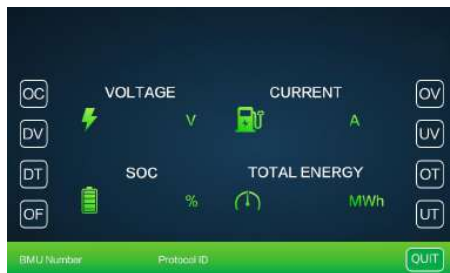 OC VOLTAGE CURRENT OV
DV V A UV
DT SOC TOTAL ENERGY OT
OF % MWh UT
BMU Number Protocol ID QUIT